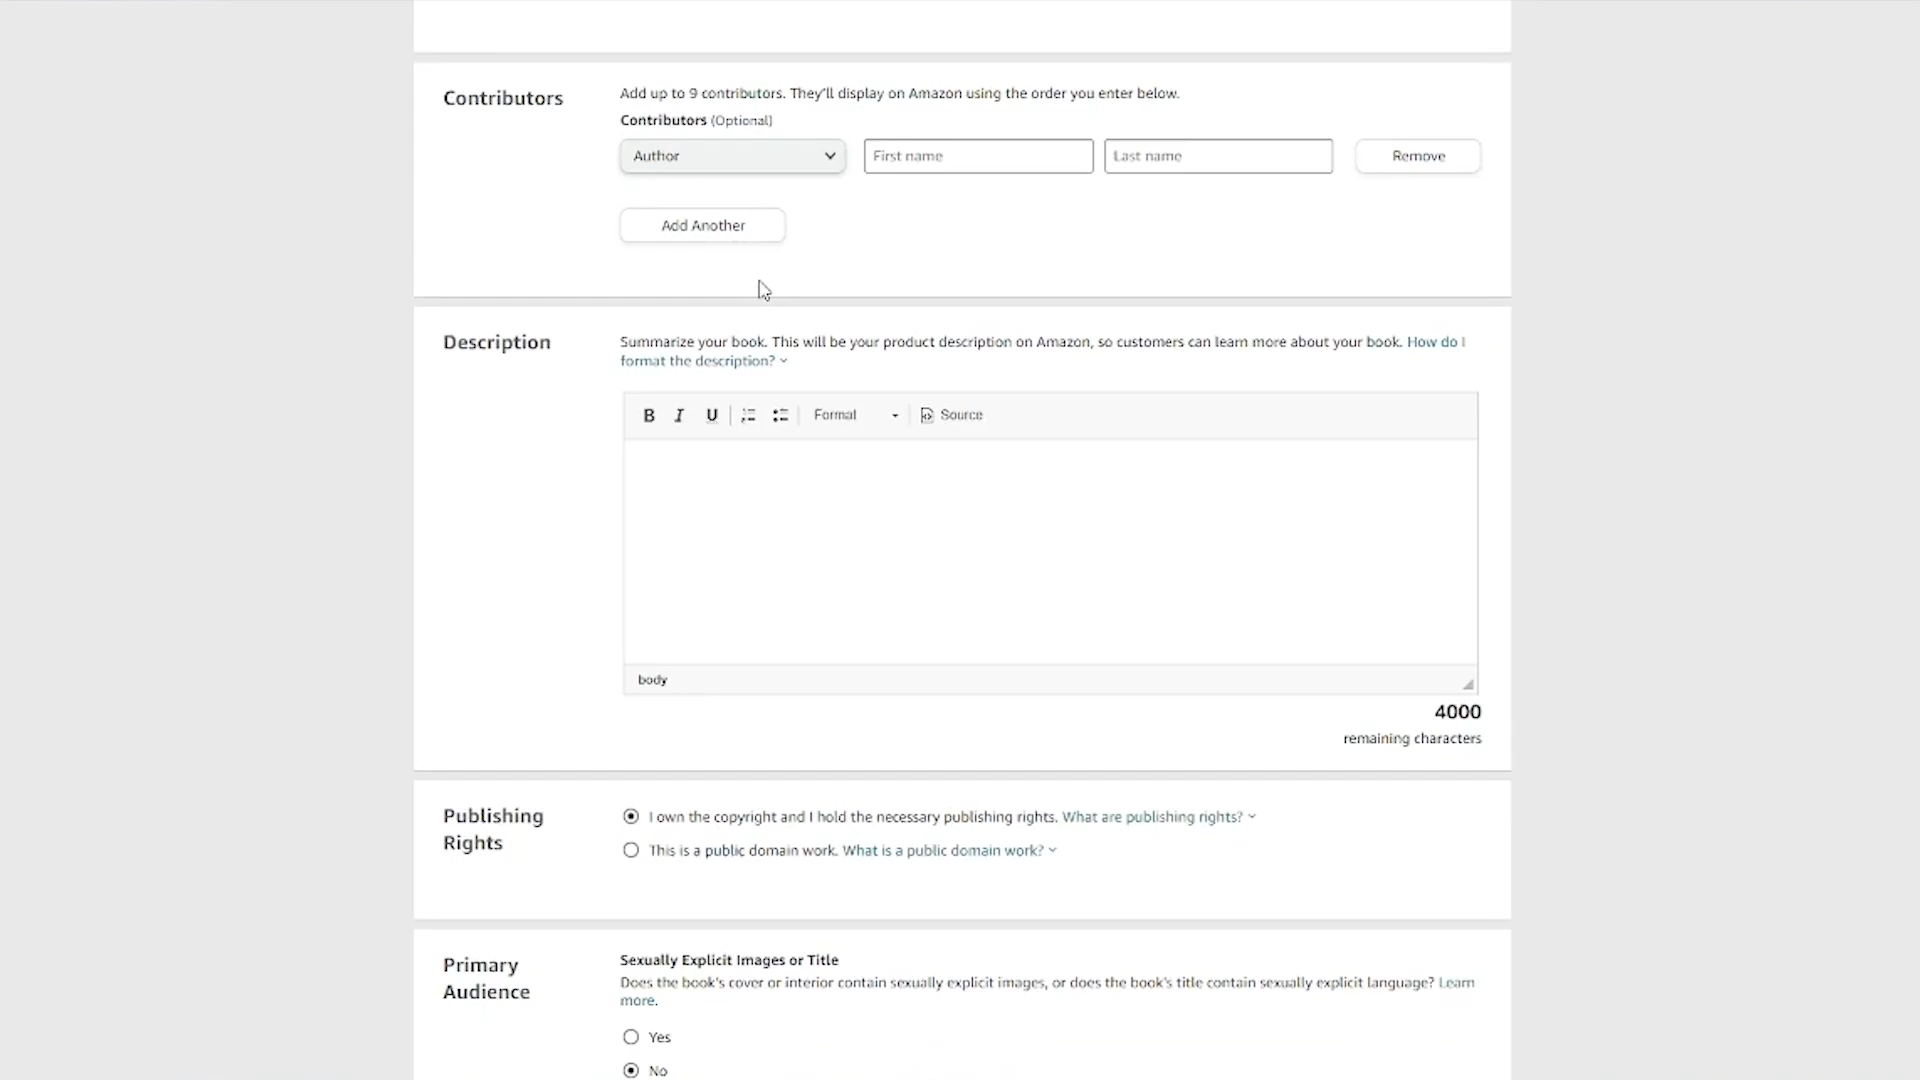 Contributors
Add up to 9 contributors. They'll display on Amazon using the order you enter below.
Contributors (Optional)
Author
First name
Last name
Remove
Add Another
Description
Summarize your book. This will be your product description on Amazon, so customers can learn more about your book. How do I
format the description?
B I U Format Source
body
4000
remaining characters
Publishing
Rights
I own the copyright and I hold the necessary publishing rights. What are publishing rights?
This is a public domain work. What is a public domain work?
Primary
Audience
Sexually Explicit Images or Title
Does the book's cover or interior contain sexually explicit images, or does the book's title contain sexually explicit language? Learn
more.
Yes
No